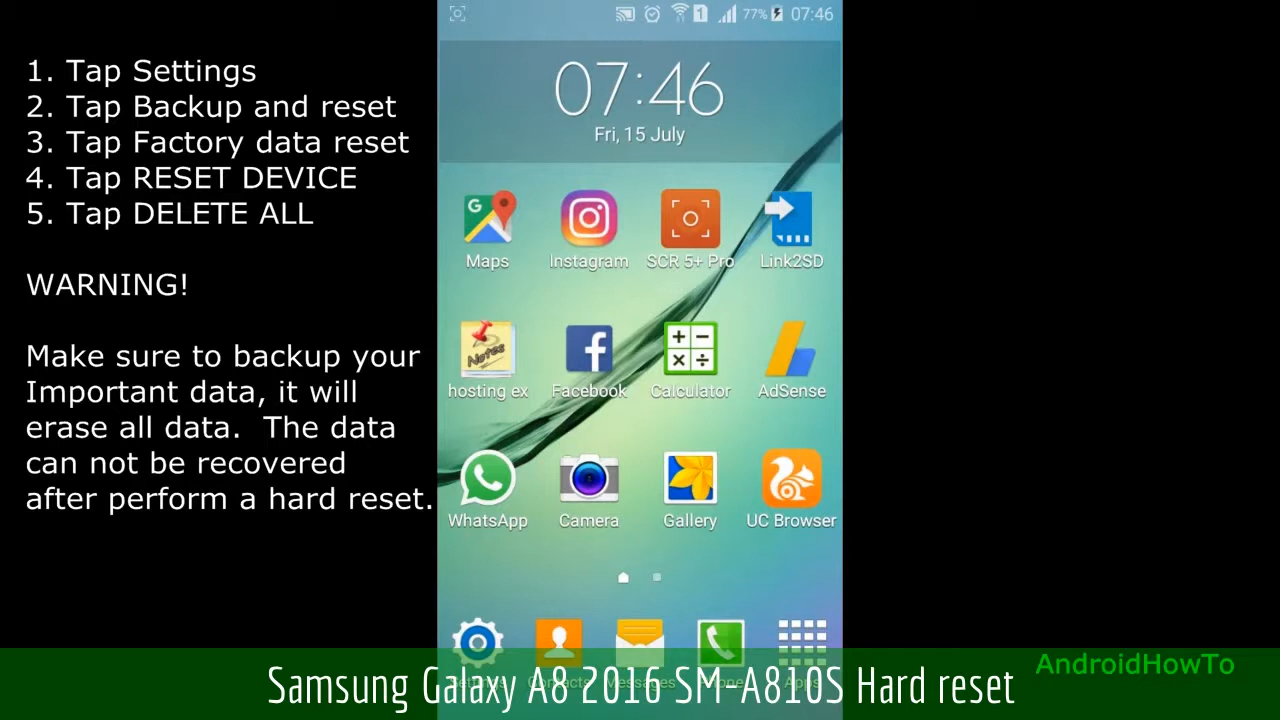 1. Tap Settings
2. Tap Backup and reset
3. Tap Factory data reset
4. Tap RESET DEVICE
5. Tap DELETE ALL
WARNING!
Make sure to backup your
Important data, it will
erase all data.  The data
can not be recovered
after perform a hard reset.
1 77% 07:46
07:46
Fri, 15 July
G
Maps Instagram SCR 5+ Pro Link2SD
Notes
hosting ex Facebook Calculator AdSense
WhatsApp Camera Gallery UC Browser
AndroidHowTo
Samsung Galaxy A8 2016 SM-A810S Hard reset